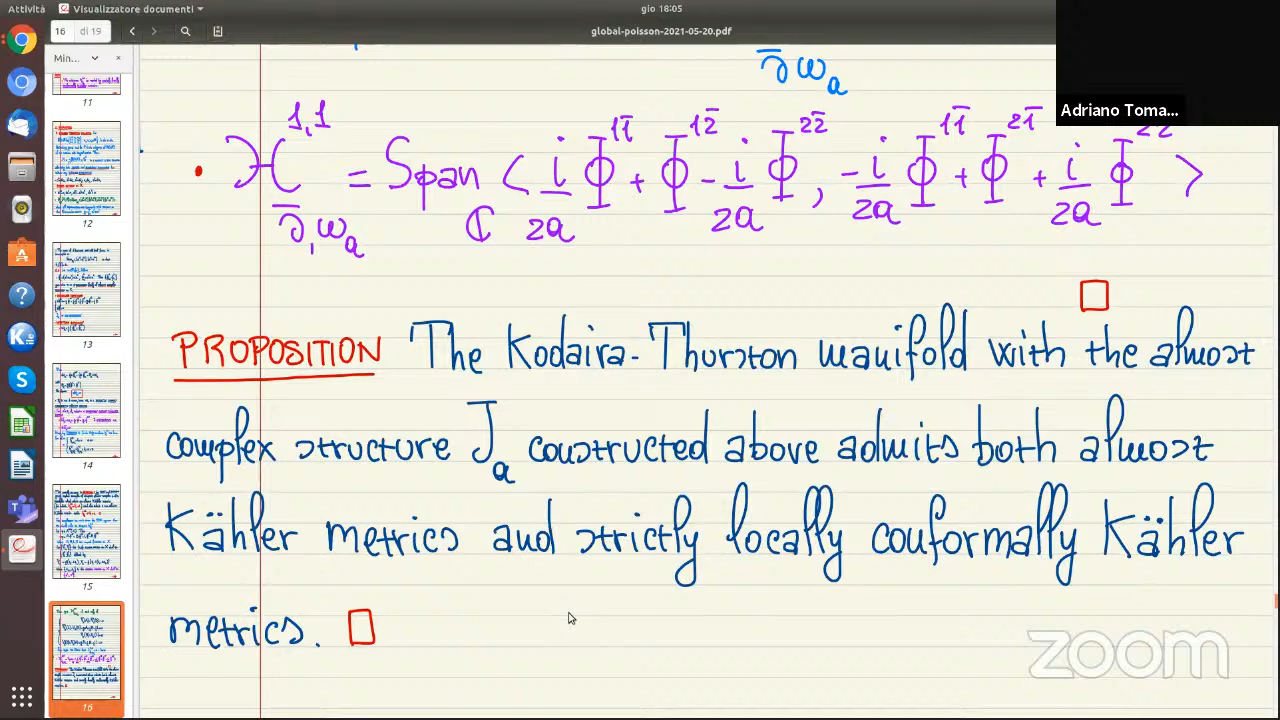 Attività
Visualizzatore documenti
gio 18:05
16 di 19
global-poisson-2021-05-20.pdf
Min…
Adriano Toma…
11
12
13
14
15
16
∂̄ ω_a
• ℋ^{1,1}_{∂̄, ω_a} = Span_ℂ < i/2a Φ^{11̄} + Φ^{12̄} - i/2a Φ^{22̄}, -i/2a Φ^{11̄} + Φ^{21̄} + i/2a Φ^{22̄} >
□
PROPOSITION The Kodaira-Thurston manifold with the almost
complex structure J_a constructed above admits both almost
Kähler metrics and strictly locally conformally Kähler
metrics. □
zoom